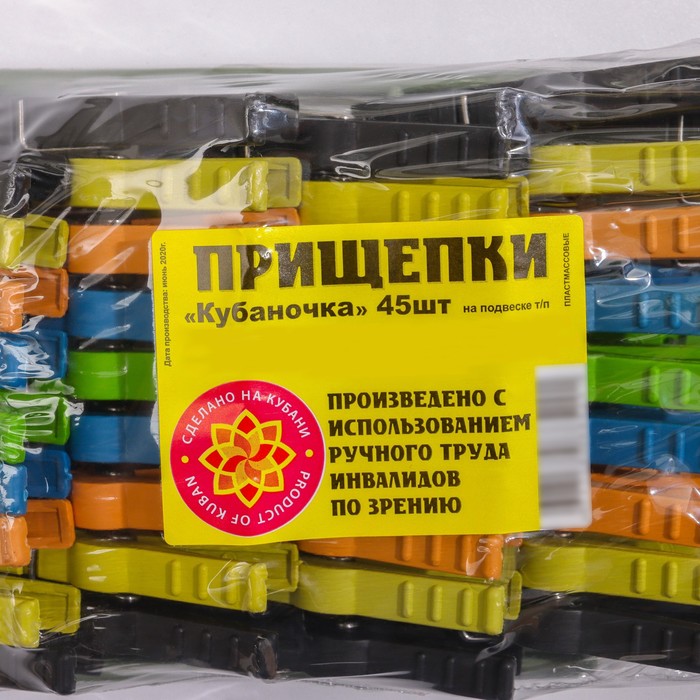 ПРИЩЕПКИ
«Кубаночка» 45шт на подвеске т/п
ПЛАСТМАССОВЫЕ
Дата производства: июнь 2020г.
СДЕЛАНО НА КУБАНИ
PRODUCT OF KUBAN
ПРОИЗВЕДЕНО С
ИСПОЛЬЗОВАНИЕМ
РУЧНОГО ТРУДА
ИНВАЛИДОВ
ПО ЗРЕНИЮ